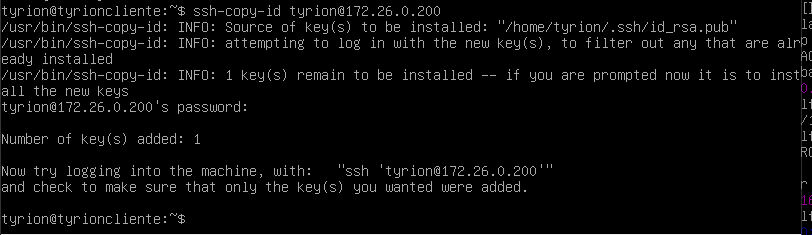 tyrion@tyrioncliente:~$ ssh-copy-id tyrion@172.26.0.200
/usr/bin/ssh-copy-id: INFO: Source of key(s) to be installed: "/home/tyrion/.ssh/id_rsa.pub"
/usr/bin/ssh-copy-id: INFO: attempting to log in with the new key(s), to filter out any that are alr
eady installed
/usr/bin/ssh-copy-id: INFO: 1 key(s) remain to be installed -- if you are prompted now it is to inst
all the new keys
tyrion@172.26.0.200's password:
Number of key(s) added: 1
Now try logging into the machine, with:   "ssh 'tyrion@172.26.0.200'"
and check to make sure that only the key(s) you wanted were added.
tyrion@tyrioncliente:~$